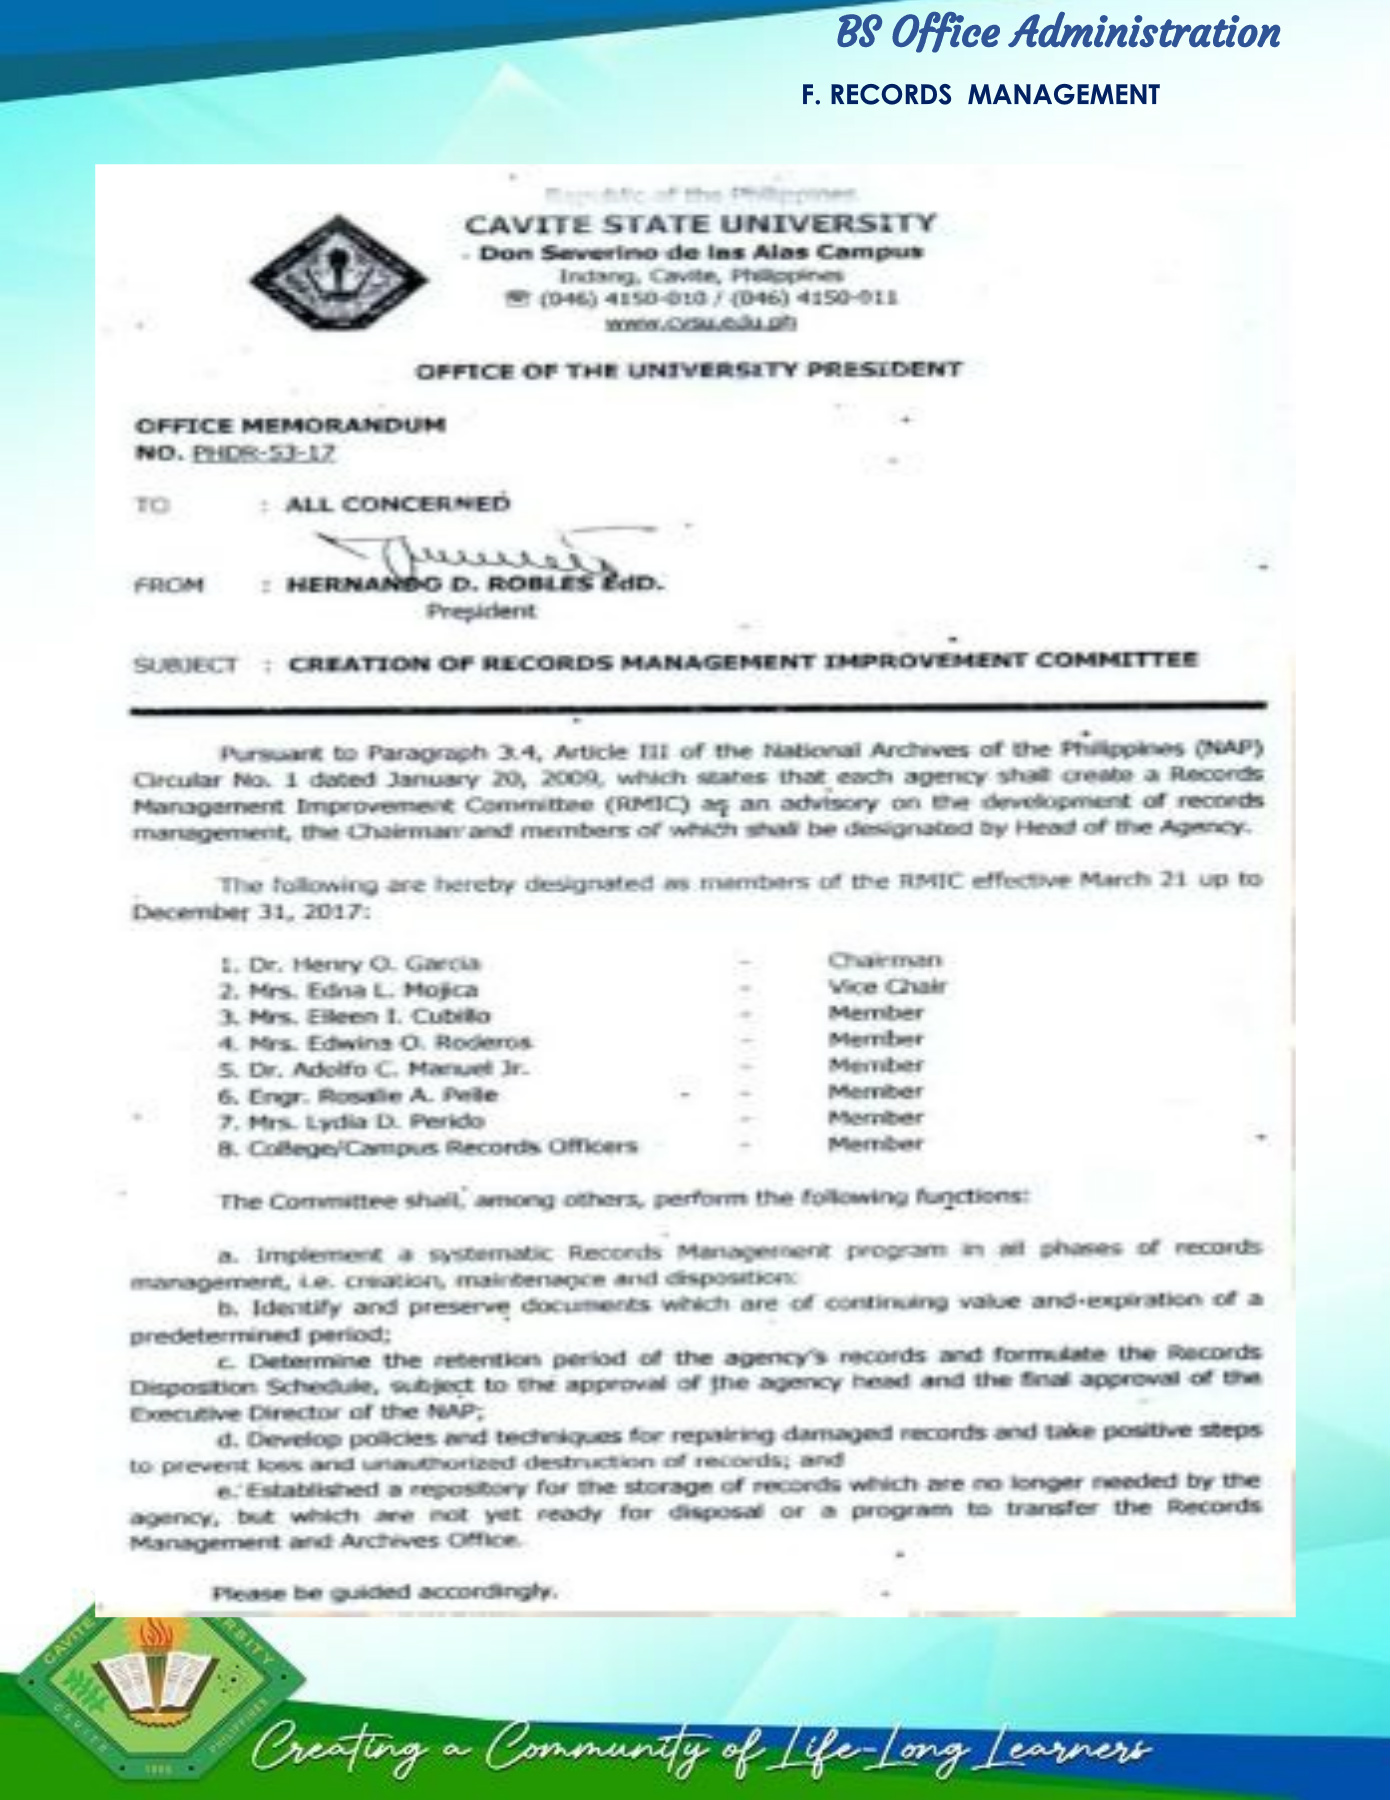 BS Office Administration
F. RECORDS MANAGEMENT
Republic of the Philippines
CAVITE STATE UNIVERSITY
Don Severino de las Alas Campus
Indang, Cavite, Philippines
☏ (046) 4150-010 / (046) 4150-011
www.cvsu.edu.ph
OFFICE OF THE UNIVERSITY PRESIDENT
OFFICE MEMORANDUM
NO. PHDR-53-17
TO : ALL CONCERNED
FROM : HERNANDO D. ROBLES EdD.
President
SUBJECT : CREATION OF RECORDS MANAGEMENT IMPROVEMENT COMMITTEE
Pursuant to Paragraph 3.4, Article III of the National Archives of the Philippines (NAP)
Circular No. 1 dated January 20, 2009, which states that each agency shall create a Records
Management Improvement Committee (RMIC) as an advisory on the development of records
management, the Chairman and members of which shall be designated by Head of the Agency.
The following are hereby designated as members of the RMIC effective March 21 up to
December 31, 2017:
1. Dr. Henry O. Garcia - Chairman
2. Mrs. Edna L. Mojica - Vice Chair
3. Mrs. Eileen I. Cubillo - Member
4. Mrs. Edwina O. Roderos - Member
5. Dr. Adolfo C. Manuel Jr. - Member
6. Engr. Rosalie A. Pelle - Member
7. Mrs. Lydia D. Perido - Member
8. College/Campus Records Officers - Member
The Committee shall, among others, perform the following functions:
a. Implement a systematic Records Management program in all phases of records
management, i.e. creation, maintenance and disposition:
b. Identify and preserve documents which are of continuing value and-expiration of a
predetermined period;
c. Determine the retention period of the agency's records and formulate the Records
Disposition Schedule, subject to the approval of the agency head and the final approval of the
Executive Director of the NAP;
d. Develop policies and techniques for repairing damaged records and take positive steps
to prevent loss and unauthorized destruction of records; and
e. Established a repository for the storage of records which are no longer needed by the
agency, but which are not yet ready for disposal or a program to transfer the Records
Management and Archives Office.
Please be guided accordingly.
CAVITE
CAVITE
1906
PHILIPPINES
Creating a Community of Life-Long Learners